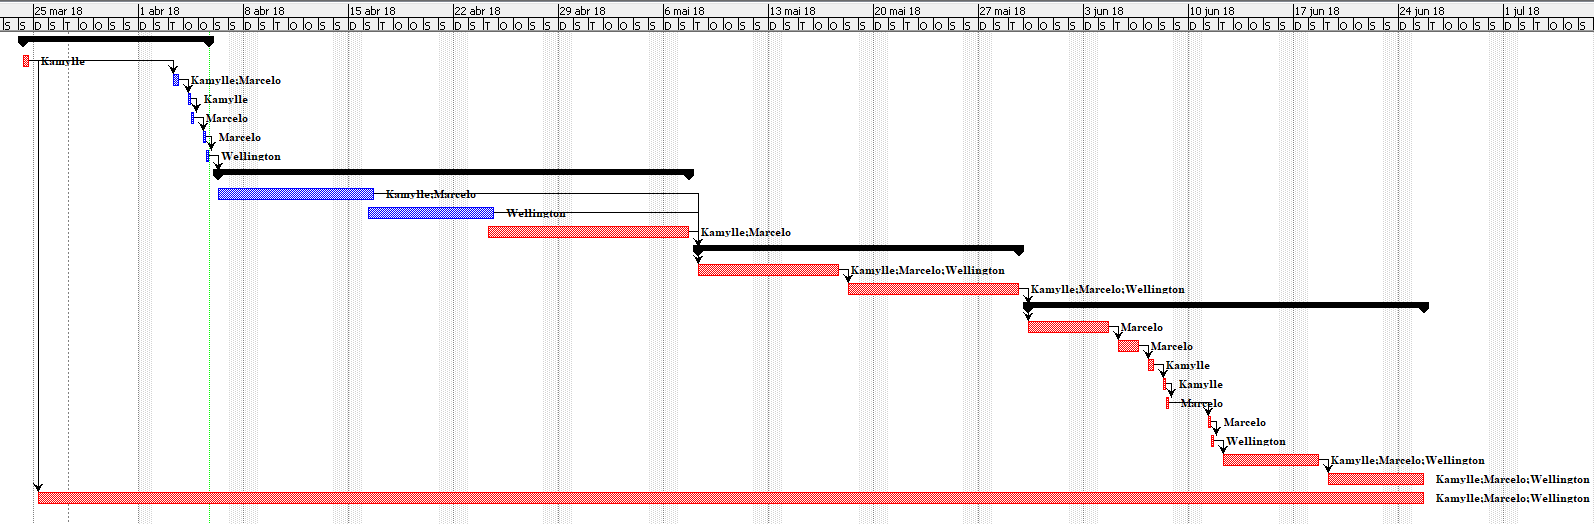 25 mar 18 1 abr 18 8 abr 18 15 abr 18 22 abr 18 29 abr 18 6 mai 18 13 mai 18 20 mai 18 27 mai 18 3 jun 18 10 jun 18 17 jun 18 24 jun 18 1 jul 18
S S D S T Q Q S S D S T Q Q S S D S T Q Q S S D S T Q Q S S D S T Q Q S S D S T Q Q S S D S T Q Q S S D S T Q Q S S D S T Q Q S S D S T Q Q S S D S T Q Q S S D S T Q Q S S D S T Q Q S S D S T Q Q S S D S T Q Q S
Kamylle
Kamylle;Marcelo
Kamylle
Marcelo
Marcelo
Wellington
Kamylle;Marcelo
Wellington
Kamylle;Marcelo
Kamylle;Marcelo;Wellington
Kamylle;Marcelo;Wellington
Marcelo
Marcelo
Kamylle
Kamylle
Marcelo
Marcelo
Wellington
Kamylle;Marcelo;Wellington
Kamylle;Marcelo;Wellington
Kamylle;Marcelo;Wellington